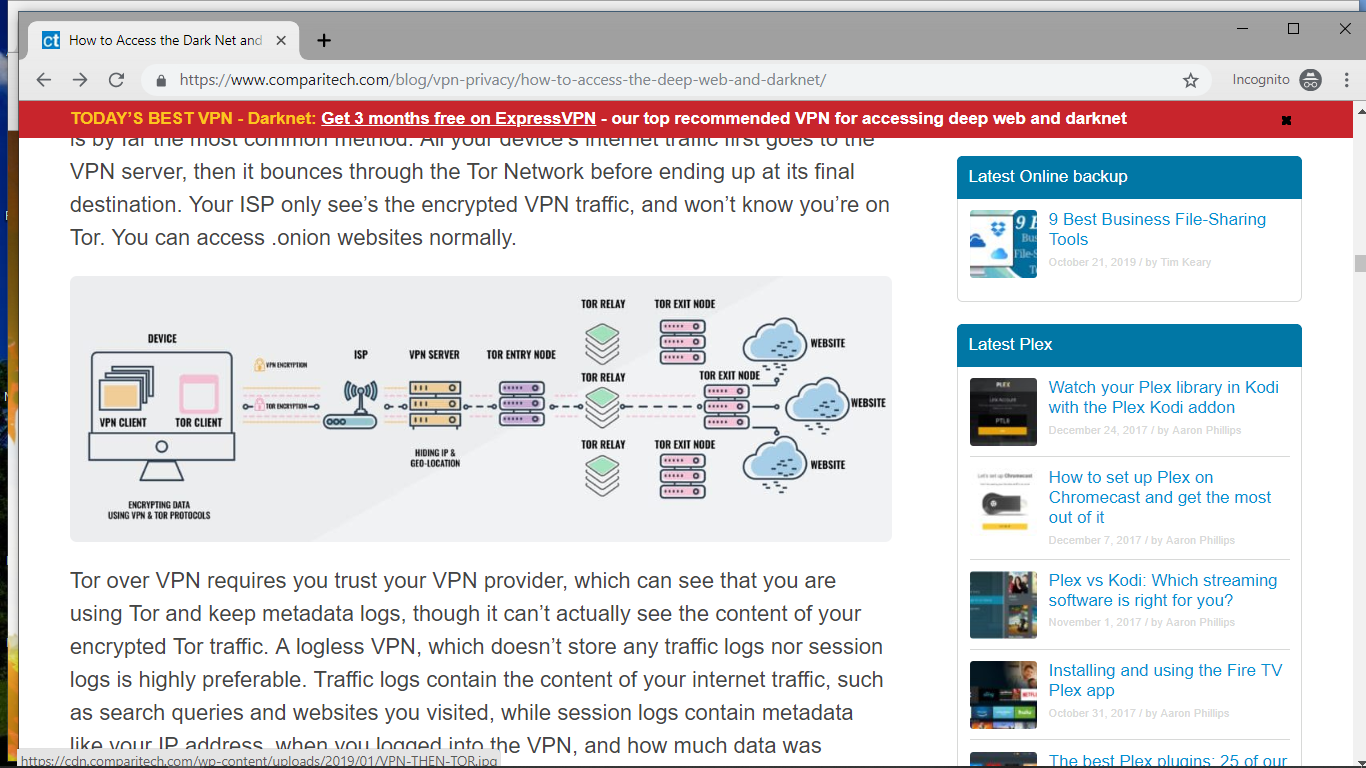 How to Access the Dark Net and
https://www.comparitech.com/blog/vpn-privacy/how-to-access-the-deep-web-and-darknet/
Incognito
TODAY'S BEST VPN - Darknet: Get 3 months free on ExpressVPN - our top recommended VPN for accessing deep web and darknet
is by far the most common method. All your device's internet traffic first goes to the
VPN server, then it bounces through the Tor Network before ending up at its final
destination. Your ISP only see's the encrypted VPN traffic, and won't know you're on
Tor. You can access .onion websites normally.
DEVICE
VPN CLIENT
TOR CLIENT
ENCRYPTING DATA
USING VPN & TOR PROTOCOLS
VPN ENCRYPTION
TOR ENCRYPTION
ISP
VPN SERVER
HIDING IP &
GEO-LOCATION
TOR ENTRY NODE
TOR RELAY
TOR EXIT NODE
WEBSITE
TOR RELAY
TOR EXIT NODE
WEBSITE
TOR RELAY
TOR EXIT NODE
WEBSITE
Tor over VPN requires you trust your VPN provider, which can see that you are
using Tor and keep metadata logs, though it can't actually see the content of your
encrypted Tor traffic. A logless VPN, which doesn't store any traffic logs nor session
logs is highly preferable. Traffic logs contain the content of your internet traffic, such
as search queries and websites you visited, while session logs contain metadata
like your IP address, when you logged into the VPN, and how much data was
https://cdn.comparitech.com/wp-content/uploads/2019/01/VPN-THEN-TOR.jpg
Latest Online backup
9 Best Business File-Sharing
Tools
October 21, 2019 / by Tim Keary
Latest Plex
Watch your Plex library in Kodi
with the Plex Kodi addon
December 24, 2017 / by Aaron Phillips
How to set up Plex on
Chromecast and get the most
out of it
December 7, 2017 / by Aaron Phillips
Plex vs Kodi: Which streaming
software is right for you?
November 1, 2017 / by Aaron Phillips
Installing and using the Fire TV
Plex app
October 31, 2017 / by Aaron Phillips
The best Plex plugins: 25 of our